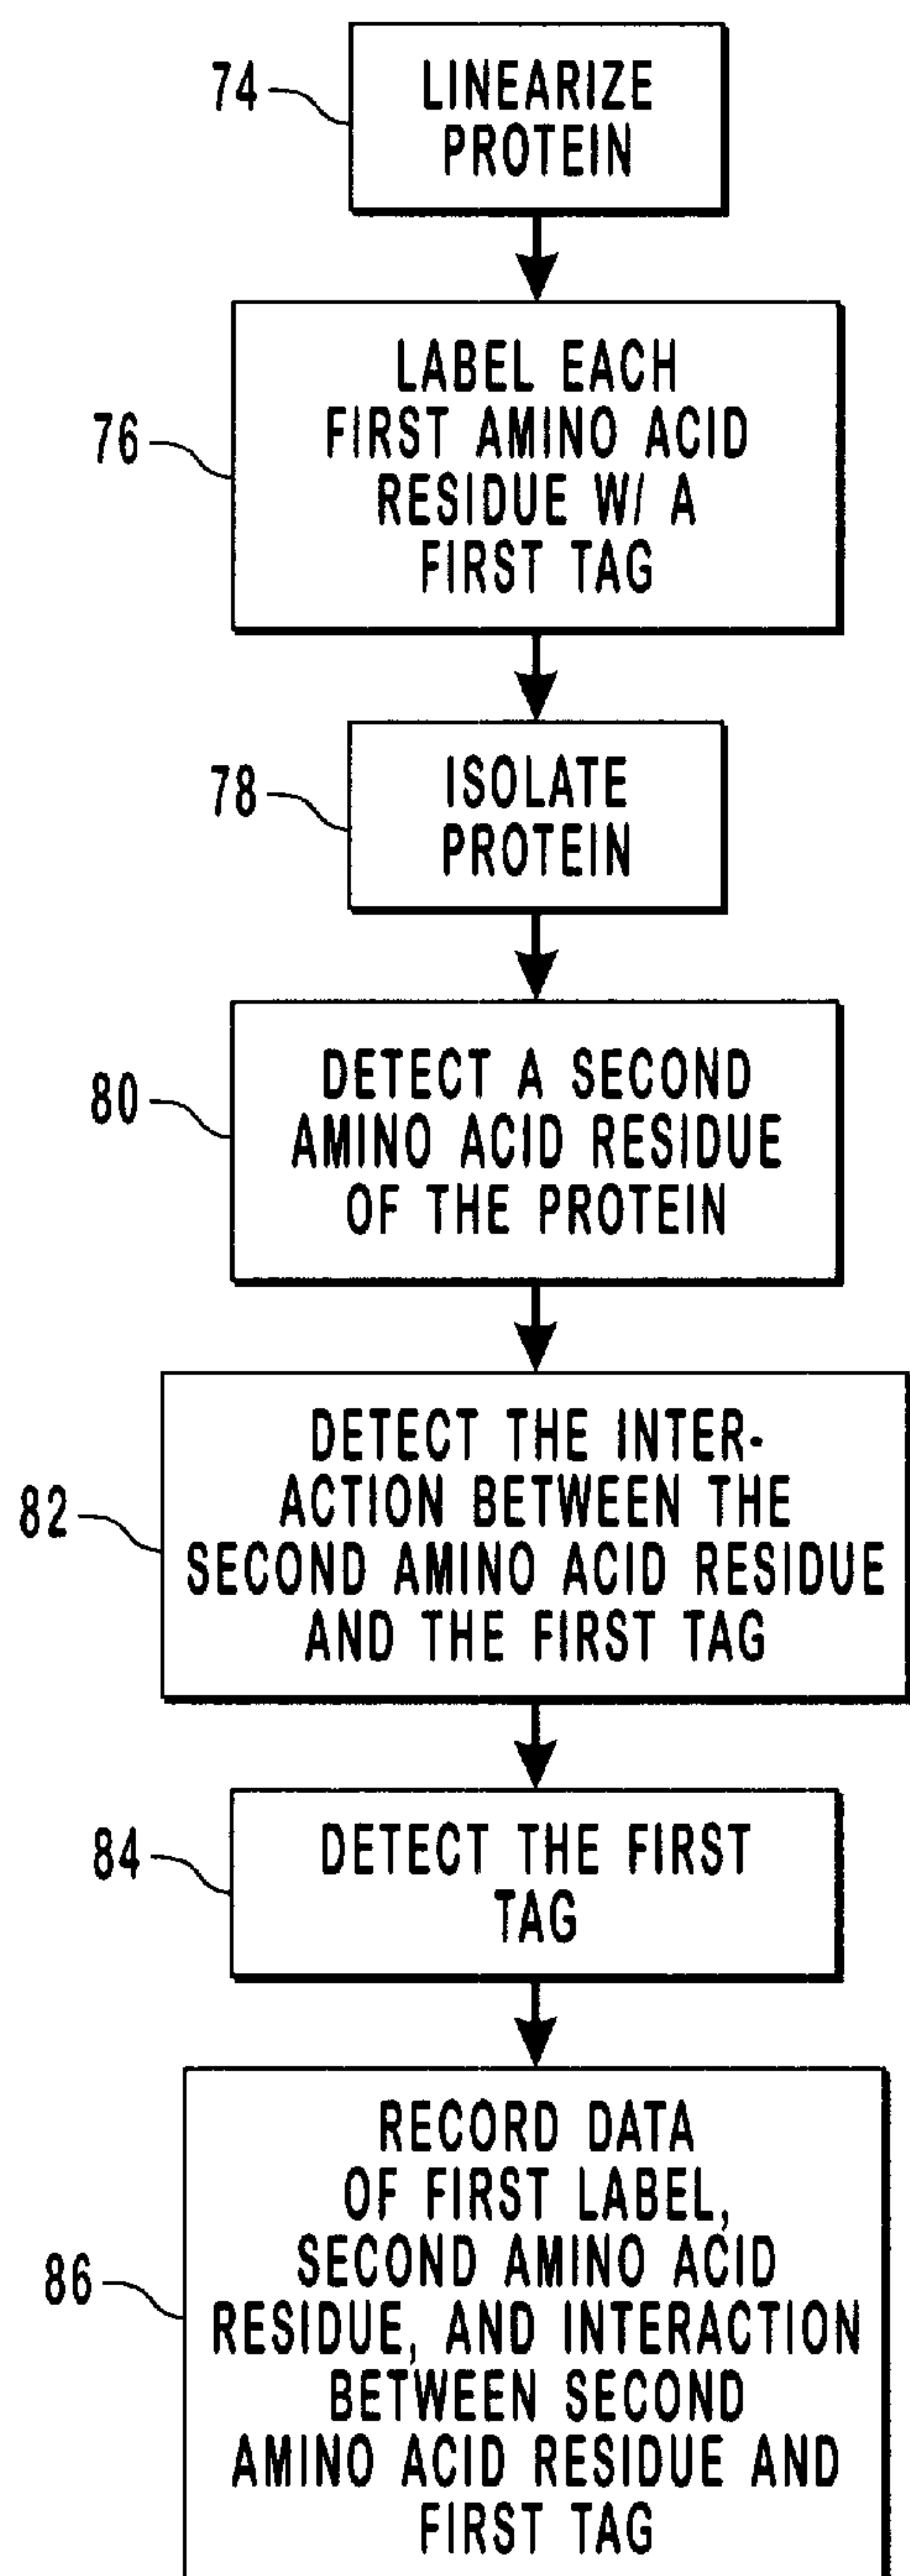 74
LINEARIZE
PROTEIN
76
LABEL EACH
FIRST AMINO ACID
RESIDUE W/ A
FIRST TAG
78
ISOLATE
PROTEIN
80
DETECT A SECOND
AMINO ACID RESIDUE
OF THE PROTEIN
82
DETECT THE INTER-
ACTION BETWEEN THE
SECOND AMINO ACID RESIDUE
AND THE FIRST TAG
84
DETECT THE FIRST
TAG
86
RECORD DATA
OF FIRST LABEL,
SECOND AMINO ACID
RESIDUE, AND INTERACTION
BETWEEN SECOND
AMINO ACID RESIDUE AND
FIRST TAG